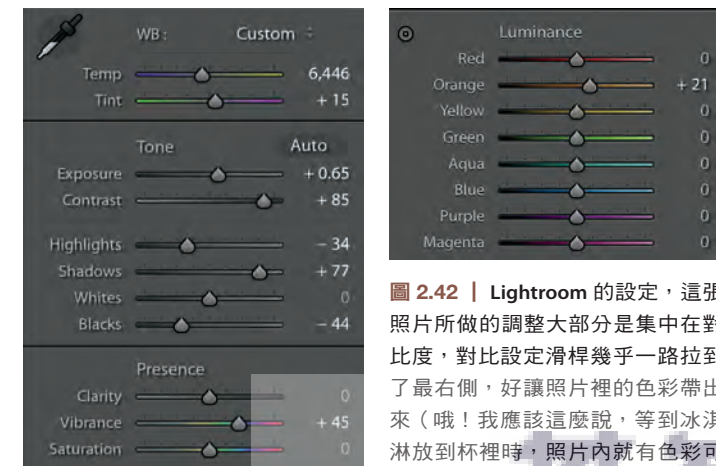 WB : Custom
Temp 6,446
Tint + 15
Tone Auto
Exposure + 0.65
Contrast + 85
Highlights − 34
Shadows + 77
Whites 0
Blacks − 44
Presence
Clarity 0
Vibrance + 45
Saturation 0
Luminance
Red 0
Orange + 21
Yellow 0
Green 0
Aqua 0
Blue 0
Purple 0
Magenta 0
圖 2.42 | Lightroom 的設定，這張
照片所做的調整大部分是集中在對
比度，對比設定滑桿幾乎一路拉到
了最右側，好讓照片裡的色彩帶出
來（哦！我應該這麼說，等到冰淇
淋放到杯裡時，照片內就有色彩可